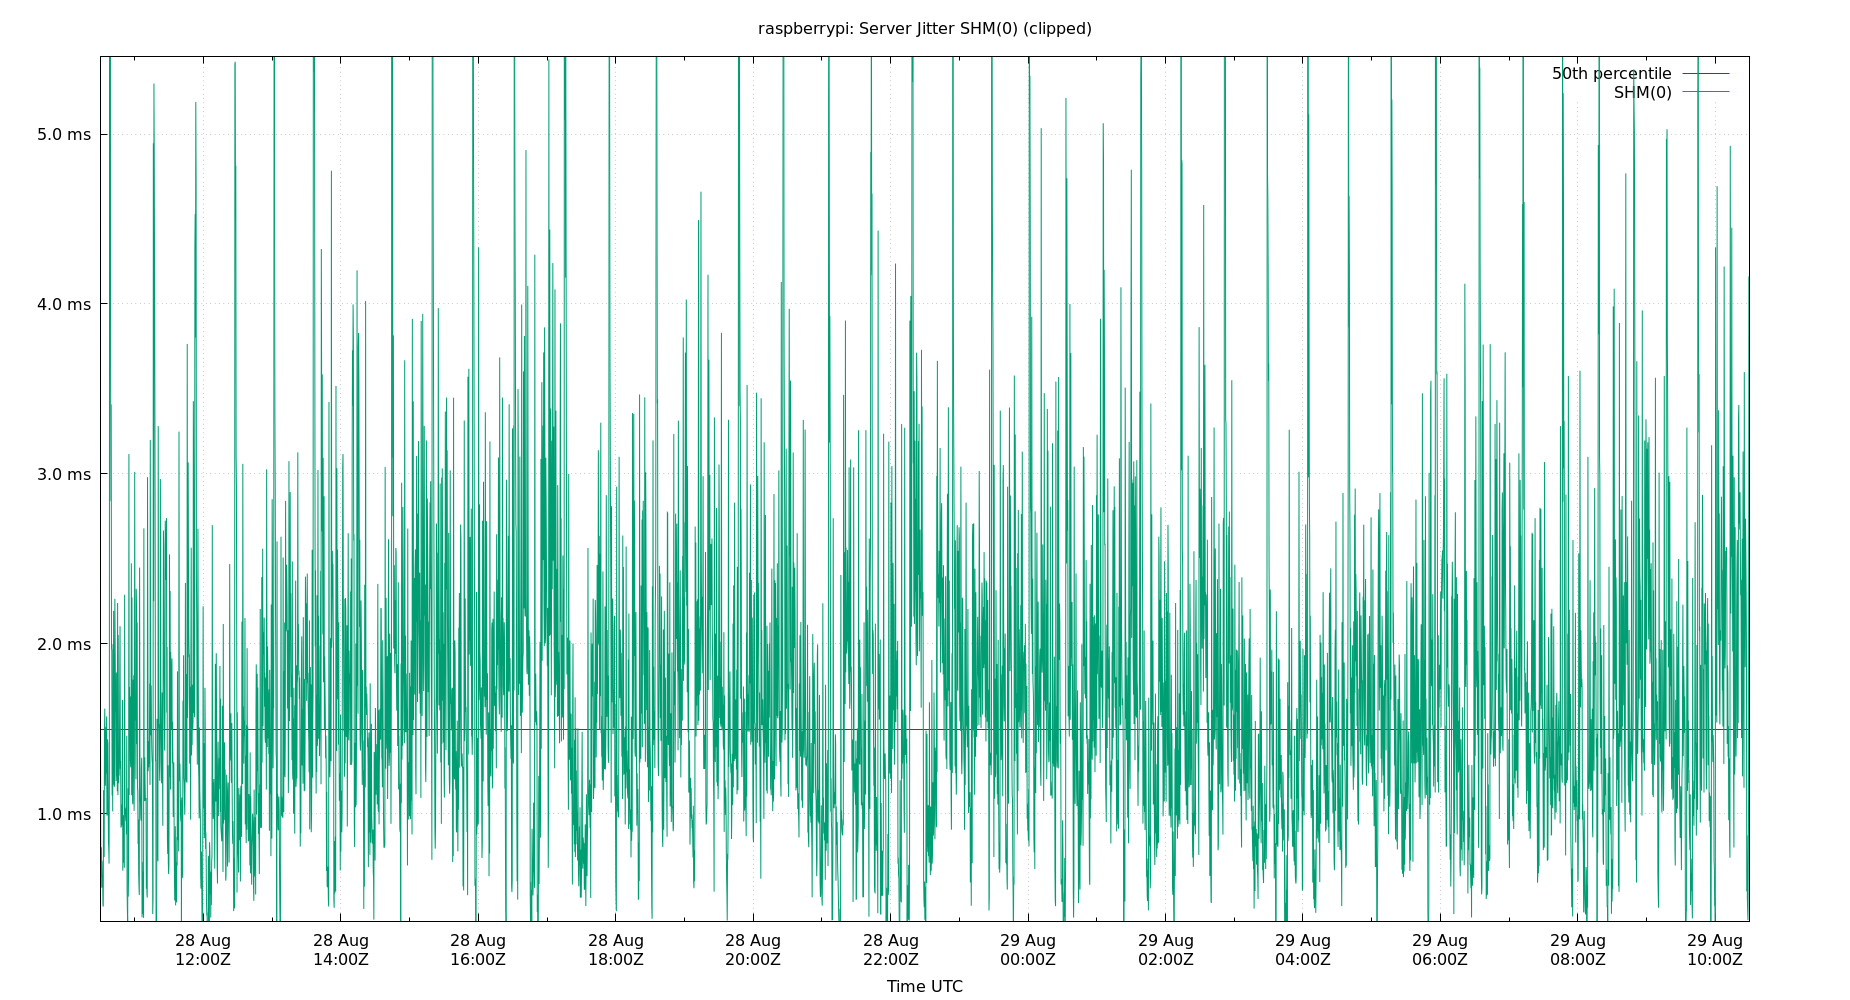 raspberrypi: Server Jitter SHM(0) (clipped)
50th percentile
SHM(0)
5.0 ms
4.0 ms
3.0 ms
2.0 ms
1.0 ms
28 Aug 28 Aug 28 Aug 28 Aug 28 Aug 28 Aug 29 Aug 29 Aug 29 Aug 29 Aug 29 Aug 29 Aug
12:00Z 14:00Z 16:00Z 18:00Z 20:00Z 22:00Z 00:00Z 02:00Z 04:00Z 06:00Z 08:00Z 10:00Z
Time UTC